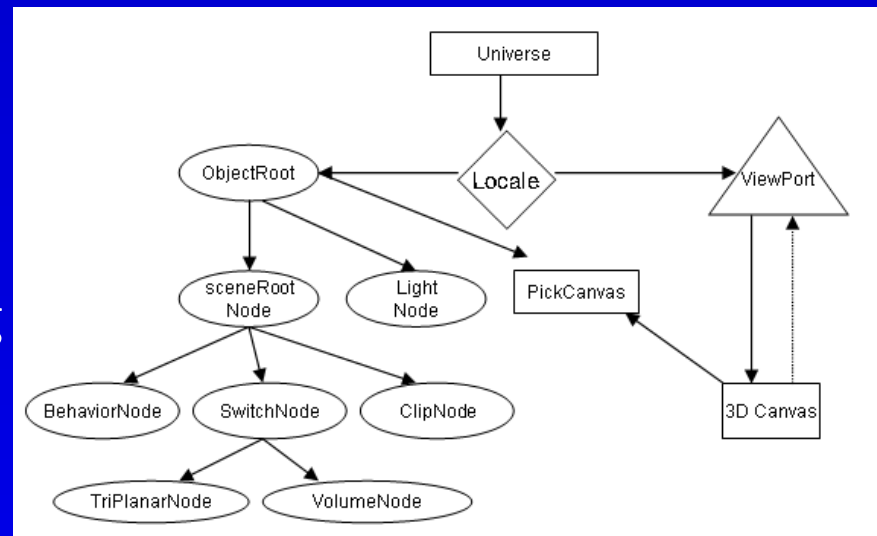 Universe
ObjectRoot
Locale
ViewPort
sceneRoot
Node
Light
Node
PickCanvas
BehaviorNode
SwitchNode
ClipNode
3D Canvas
TriPlanarNode
VolumeNode